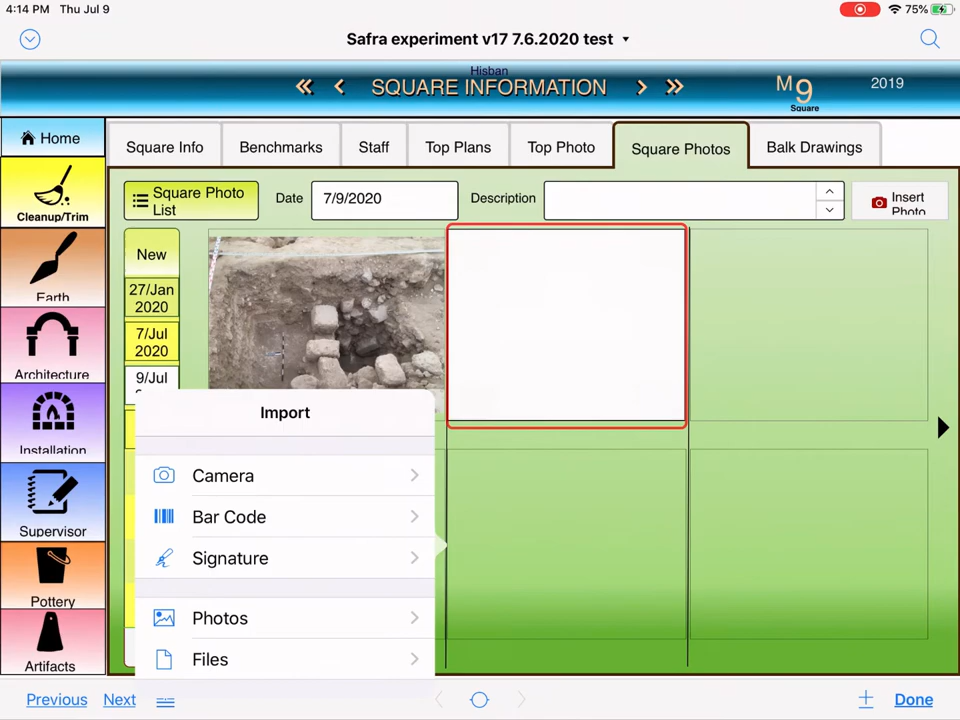 4:14 PM Thu Jul 9
75%
Safra experiment v17 7.6.2020 test
Hisban
« ‹ SQUARE INFORMATION › »
M9
Square
2019
Home
Square Info
Benchmarks
Staff
Top Plans
Top Photo
Square Photos
Balk Drawings
Cleanup/Trim
Square Photo
List
Date
7/9/2020
Description
Insert
Photo
New
27/Jan
2020
7/Jul
2020
9/Jul
Earth
Architecture
Installation
Supervisor
Pottery
Artifacts
Import
Camera
Bar Code
Signature
Photos
Files
Previous
Next
Done